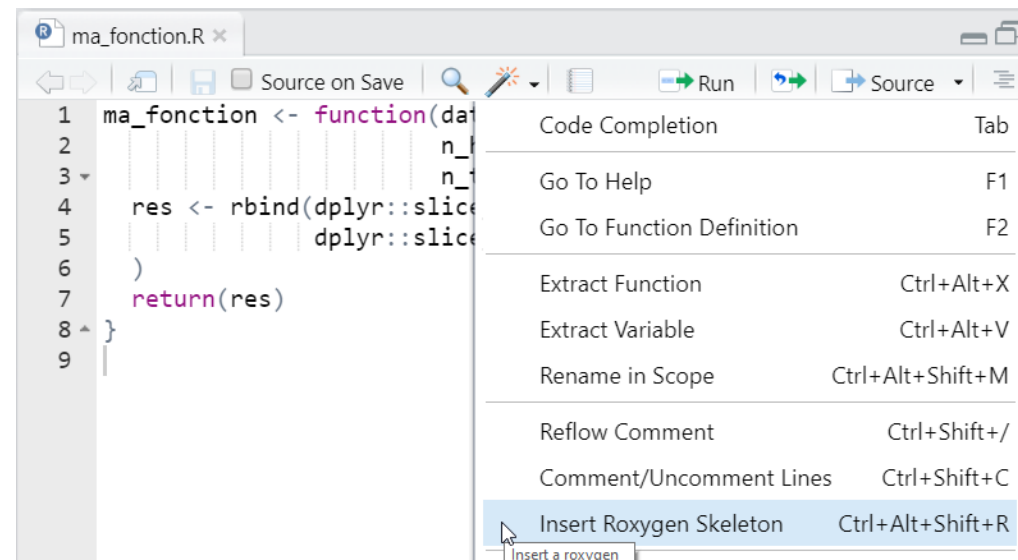 ma_fonction.R
Source on Save Run Source
1 ma_fonction <- function(dat
2 n_h
3 n_t
4 res <- rbind(dplyr::slice
5 dplyr::slice
6 )
7 return(res)
8 }
9
Code Completion Tab
Go To Help F1
Go To Function Definition F2
Extract Function Ctrl+Alt+X
Extract Variable Ctrl+Alt+V
Rename in Scope Ctrl+Alt+Shift+M
Reflow Comment Ctrl+Shift+/
Comment/Uncomment Lines Ctrl+Shift+C
Insert Roxygen Skeleton Ctrl+Alt+Shift+R
Insert a roxygen